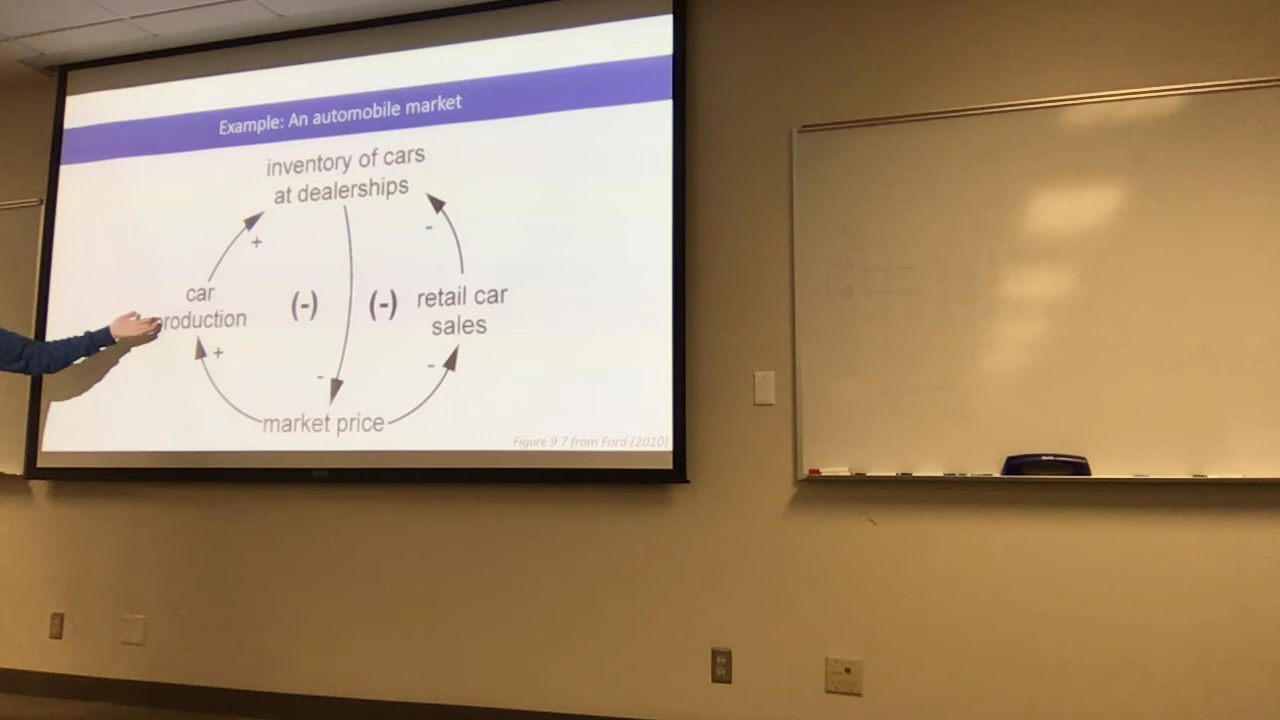 Example: An automobile market
inventory of cars
at dealerships
+
-
car
production
(-)
(-)
retail car
sales
+
-
-
market price
Figure 9.7 from Ford (2010)